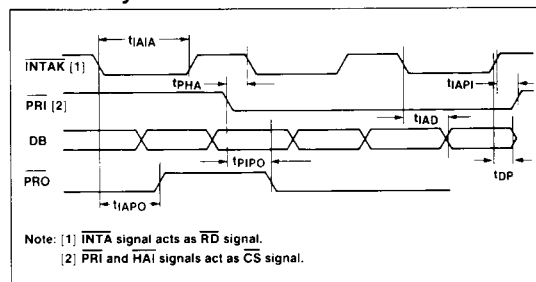 tIAIA
INTAK [1]
tPHA
tIAPI
PRI [2]
tIAD
DB
tPIPO
tDP
PRO
tIAPO
Note: [1] INTA signal acts as RD signal.
[2] PRI and HAI signals act as CS signal.